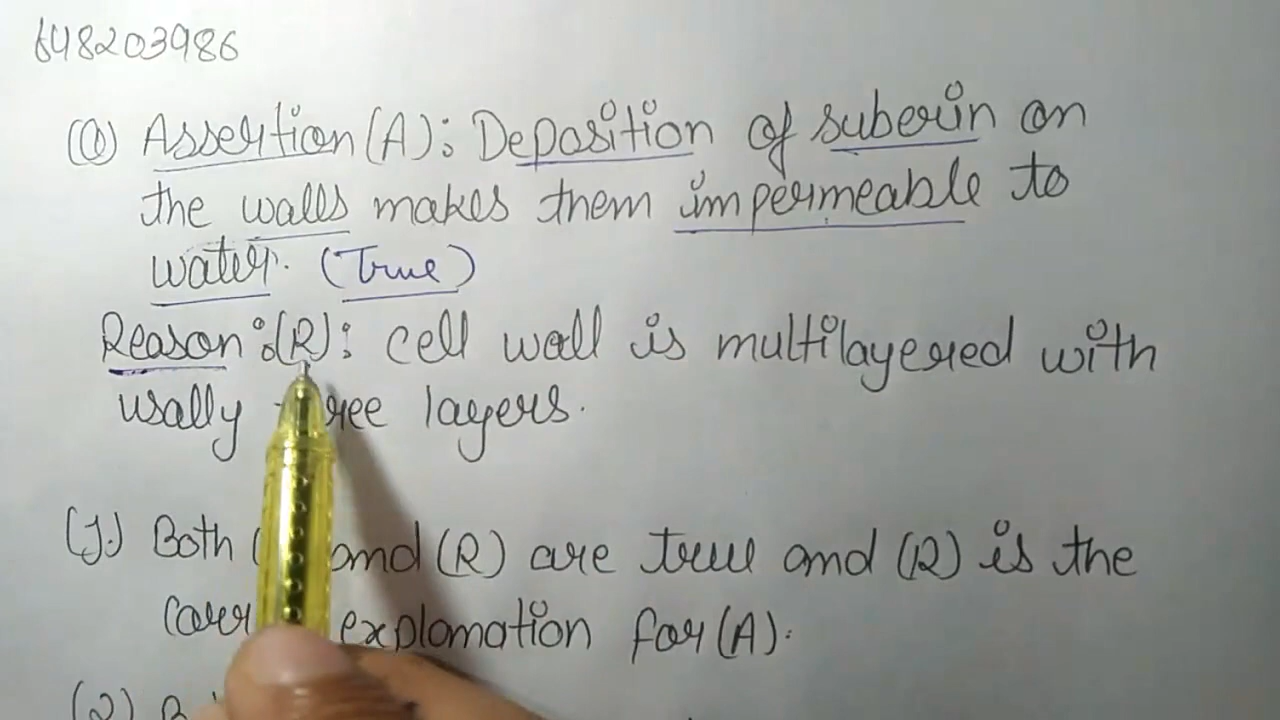 648203986
(Q) Assertion (A): Deposition of suberin on
the walls makes them impermeable to
water. (True)
Reason :(R): cell wall is multilayered with
usally layers.
(1.) Both and (R) are true and (R) is the
explanation for (A).
(2)